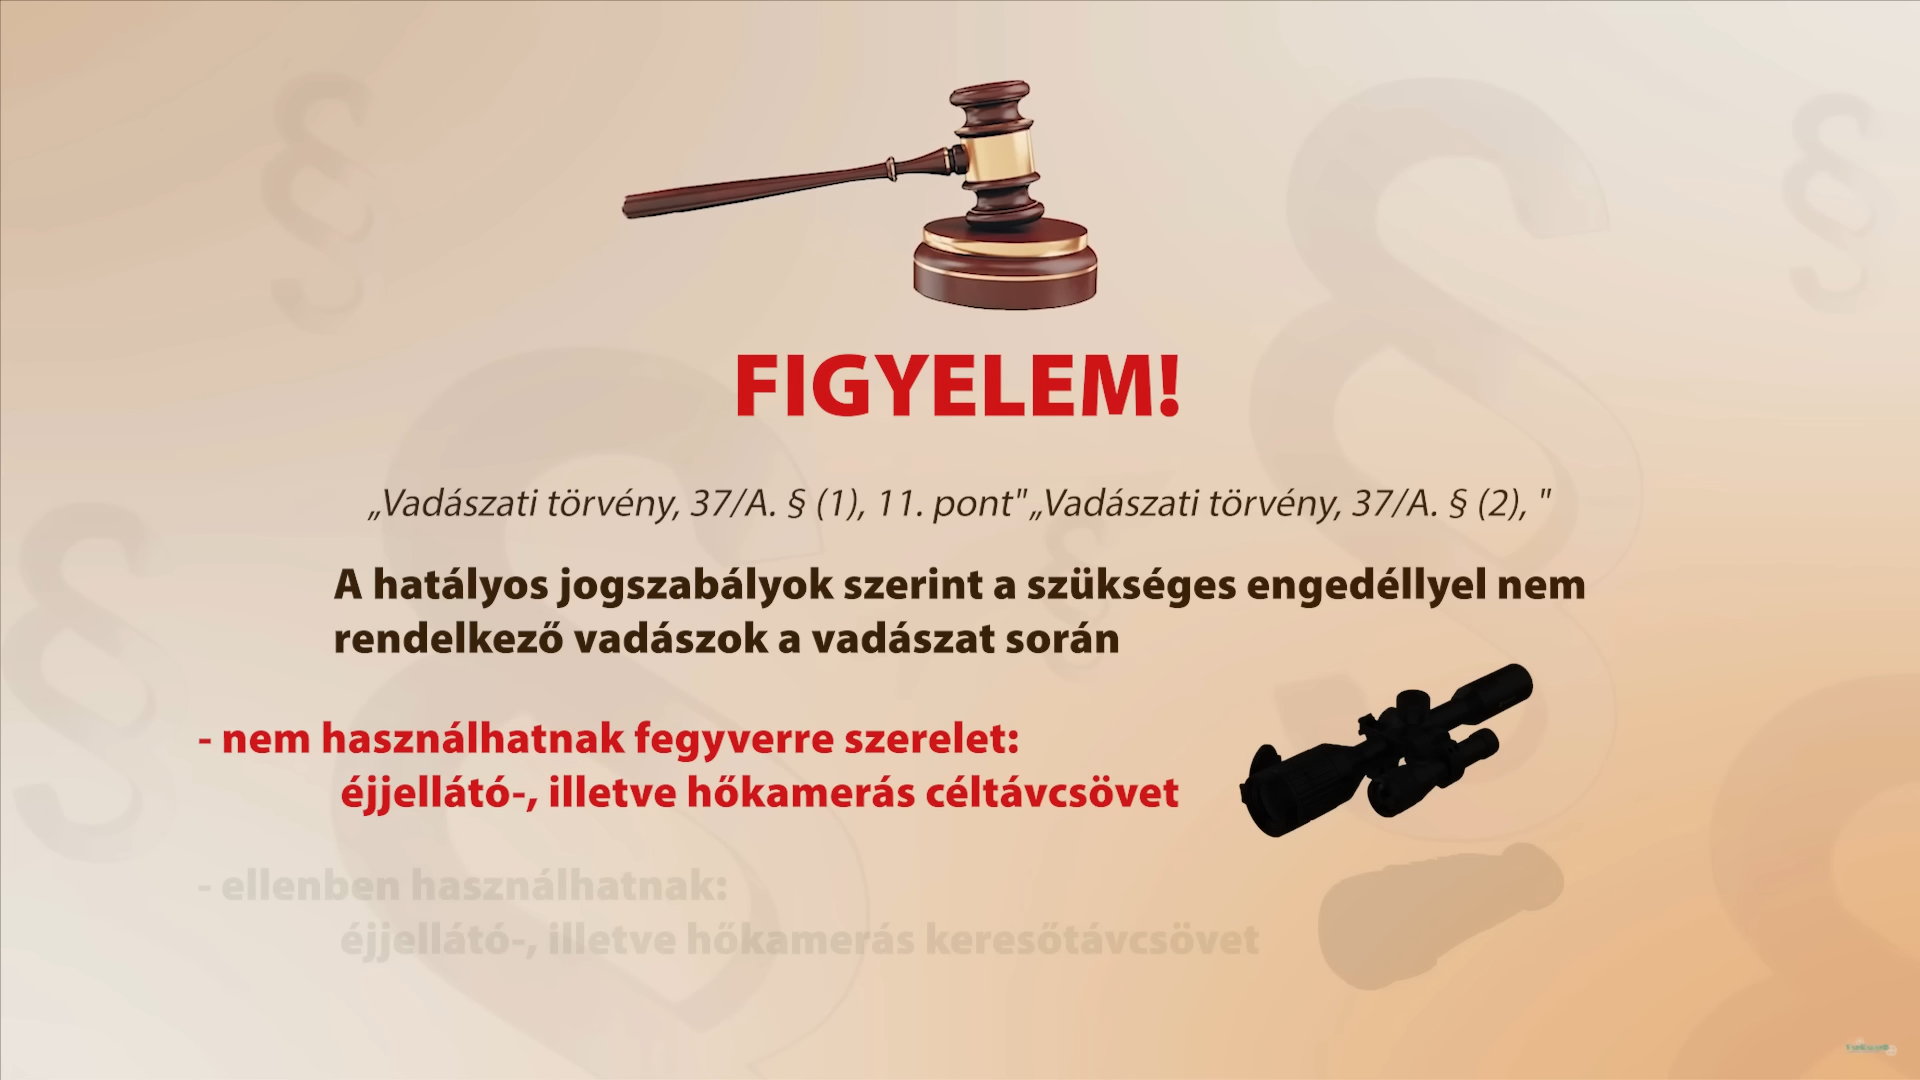 FIGYELEM!
„Vadászati törvény, 37/A. § (1), 11. pont" „Vadászati törvény, 37/A. § (2), "
A hatályos jogszabályok szerint a szükséges engedéllyel nem
rendelkező vadászok a vadászat során
- nem használhatnak fegyverre szerelet:
éjjellátó-, illetve hőkamerás céltávcsövet
- ellenben használhatnak:
éjjellátó-, illetve hőkamerás keresőtávcsövet